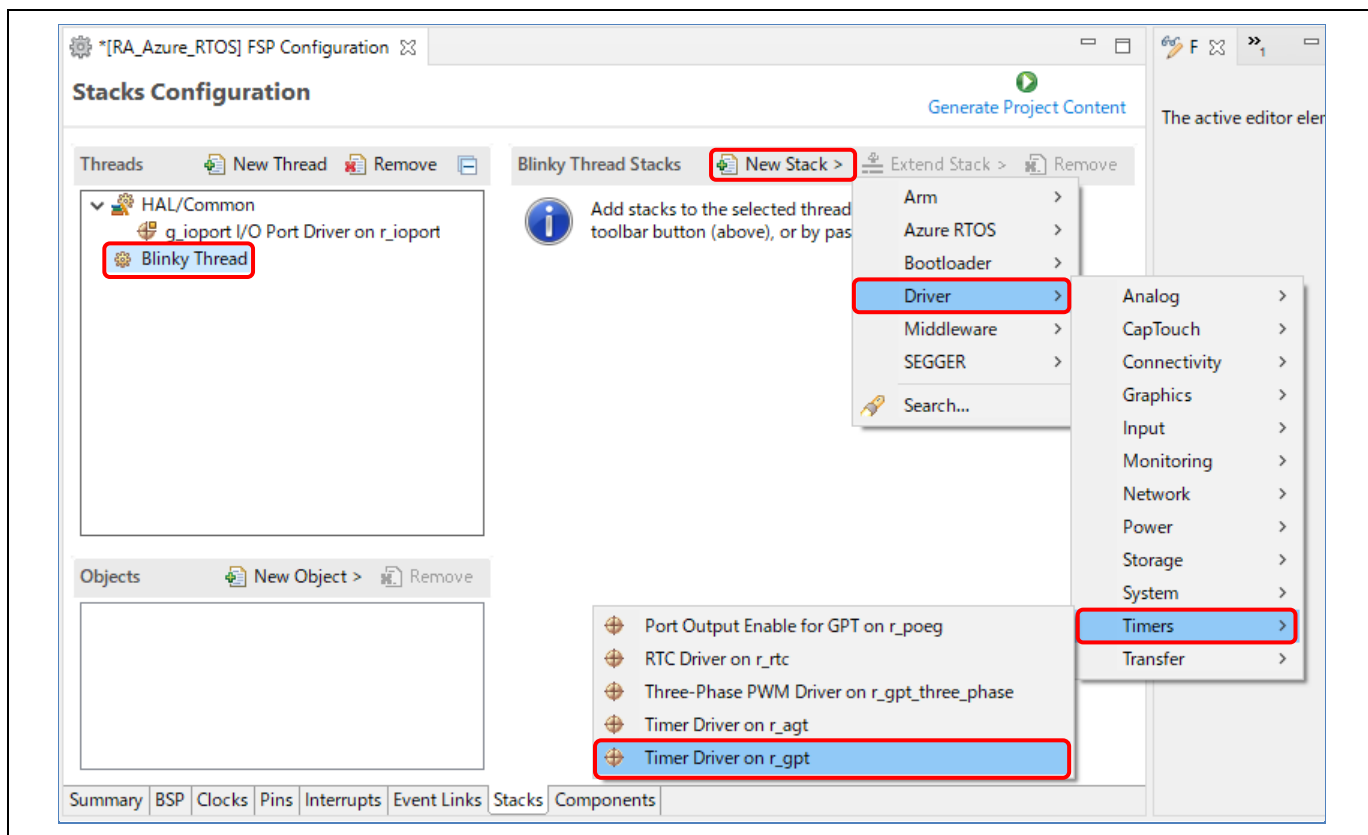 *[RA_Azure_RTOS] FSP Configuration
F
»1
Stacks Configuration
Generate Project Content
The active editor eler
Threads
New Thread
Remove
Blinky Thread Stacks
New Stack >
Extend Stack >
Remove
HAL/Common
g_ioport I/O Port Driver on r_ioport
Blinky Thread
Add stacks to the selected thread
toolbar button (above), or by pas
Arm >
Azure RTOS >
Bootloader >
Driver >
Middleware >
SEGGER >
Search...
Analog >
CapTouch >
Connectivity >
Graphics >
Input >
Monitoring >
Network >
Power >
Storage >
System >
Timers >
Transfer >
Objects
New Object >
Remove
Port Output Enable for GPT on r_poeg
RTC Driver on r_rtc
Three-Phase PWM Driver on r_gpt_three_phase
Timer Driver on r_agt
Timer Driver on r_gpt
Summary BSP Clocks Pins Interrupts Event Links Stacks Components